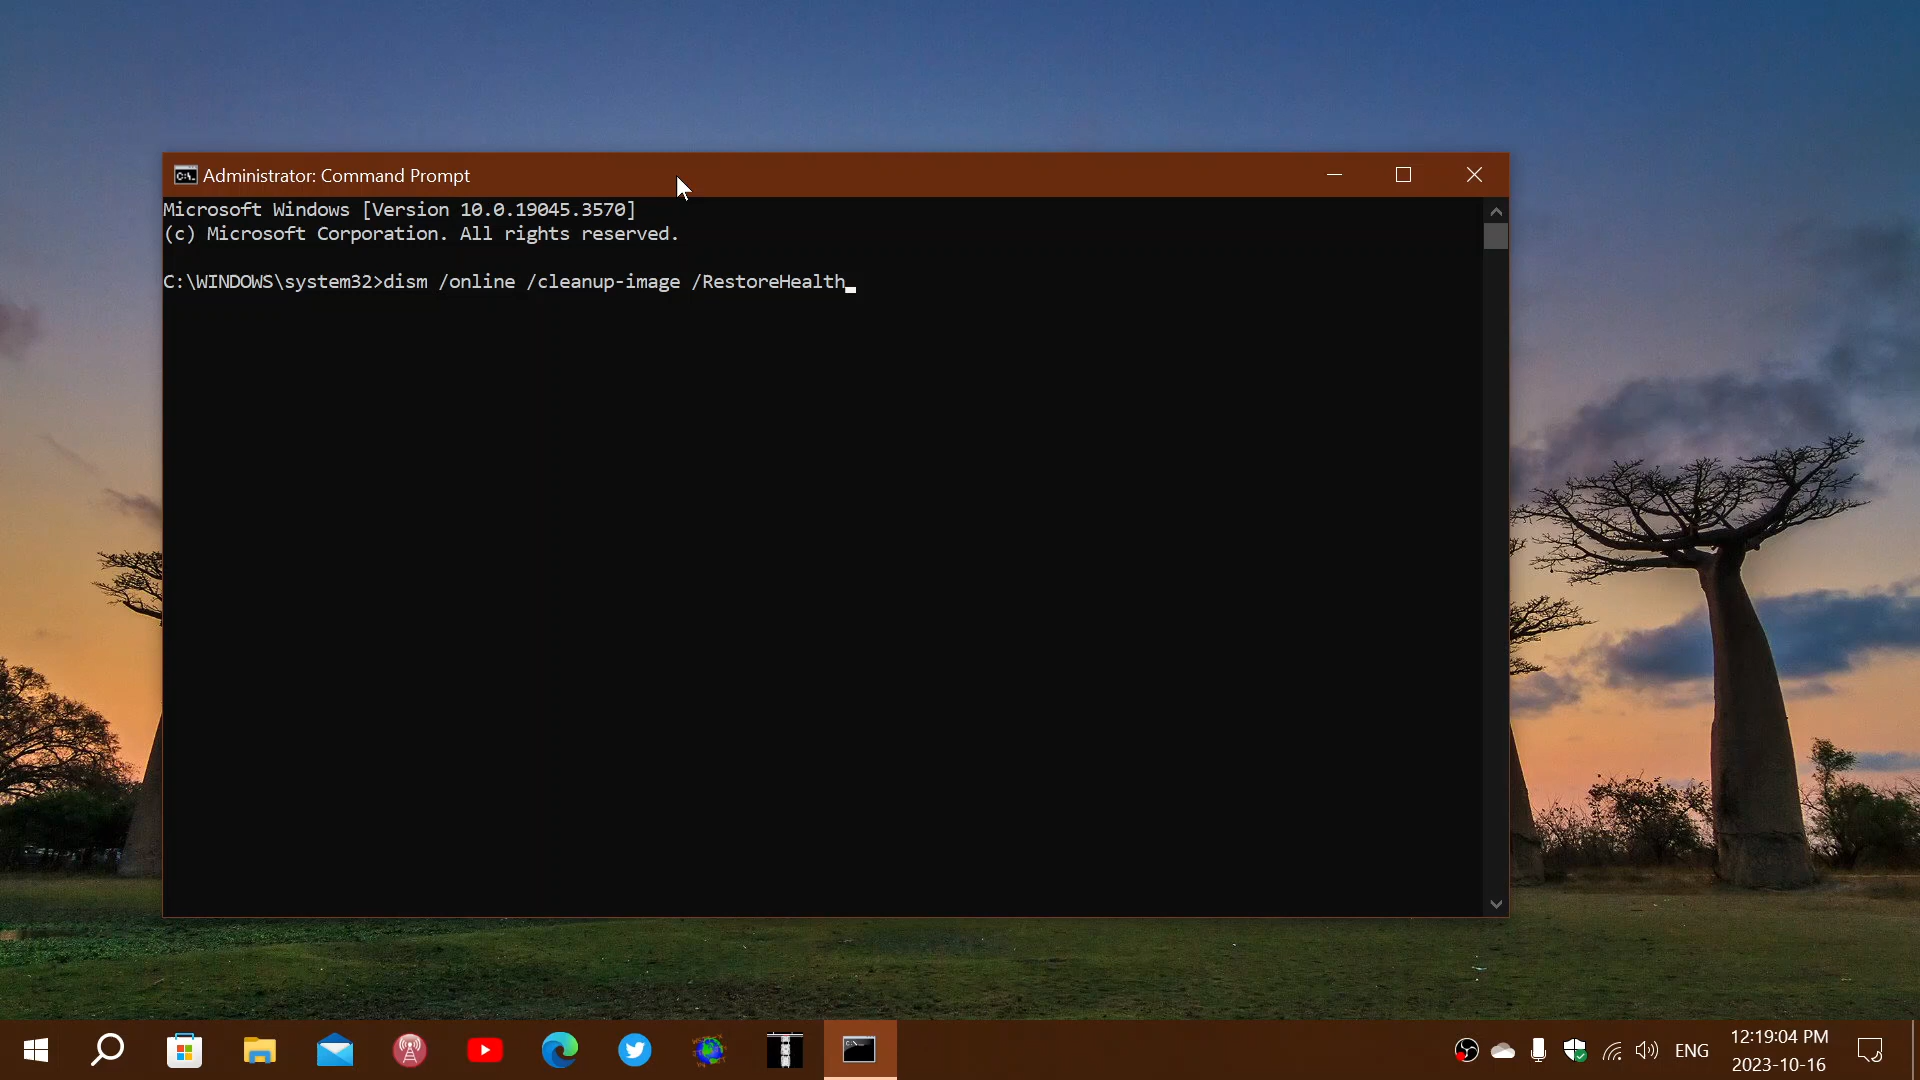 Administrator: Command Prompt
Microsoft Windows [Version 10.0.19045.3570]
(c) Microsoft Corporation. All rights reserved.
C:\WINDOWS\system32>dism /online /cleanup-image /RestoreHealth
ENG
12:19:04 PM
2023-10-16